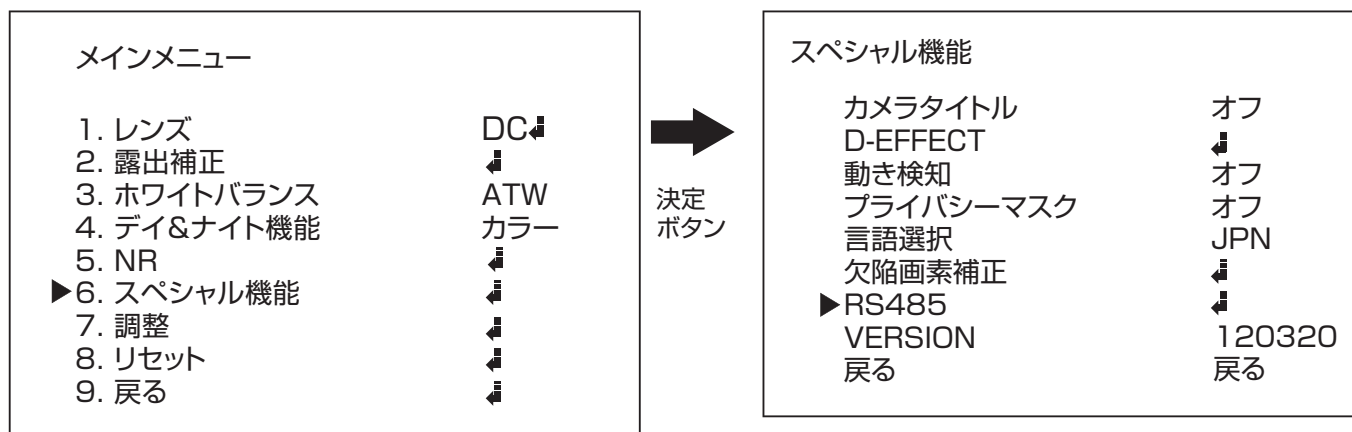 メインメニュー
1. レンズ DC↲
2. 露出補正 ↲
3. ホワイトバランス ATW
4. デイ&ナイト機能 カラー
5. NR ↲
▶6. スペシャル機能 ↲
7. 調整 ↲
8. リセット ↲
9. 戻る ↲
決定
ボタン
スペシャル機能
カメラタイトル オフ
D-EFFECT ↲
動き検知 オフ
プライバシーマスク オフ
言語選択 JPN
欠陥画素補正 ↲
▶RS485 ↲
VERSION 120320
戻る 戻る